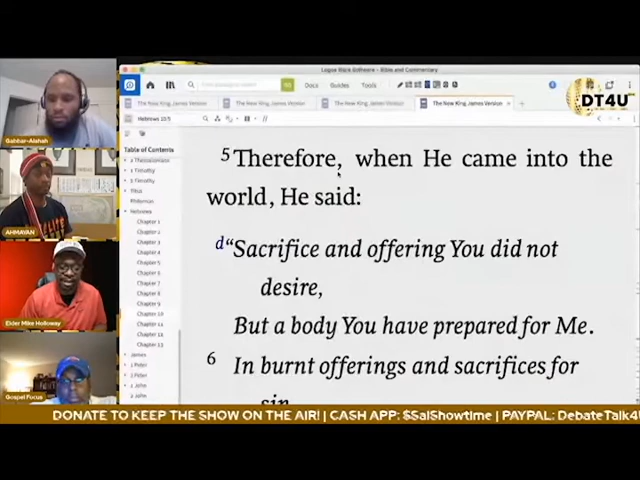 Logos Bible Software - Bible and Commentary
Docs Guides Tools
DT4U
The New King James Version
The New King James Version
The New King James Version
The New King James Version
Hebrews 10:5
Table of Contents
2 Thessalonians
1 Timothy
2 Timothy
Titus
Philemon
Hebrews
Chapter 1
Chapter 2
Chapter 3
Chapter 4
Chapter 5
Chapter 6
Chapter 7
Chapter 8
Chapter 9
Chapter 10
Chapter 11
Chapter 12
Chapter 13
James
1 Peter
2 Peter
1 John
2 John
5 Therefore, when He came into the
world, He said:
d “Sacrifice and offering You did not
desire,
But a body You have prepared for Me.
6 In burnt offerings and sacrifices for
sin
AHMAYAN
Elder Mike Holloway
Gospel Focus
DONATE TO KEEP THE SHOW ON THE AIR! | CASH APP: $SalShowtime | PAYPAL: DebateTalk4U